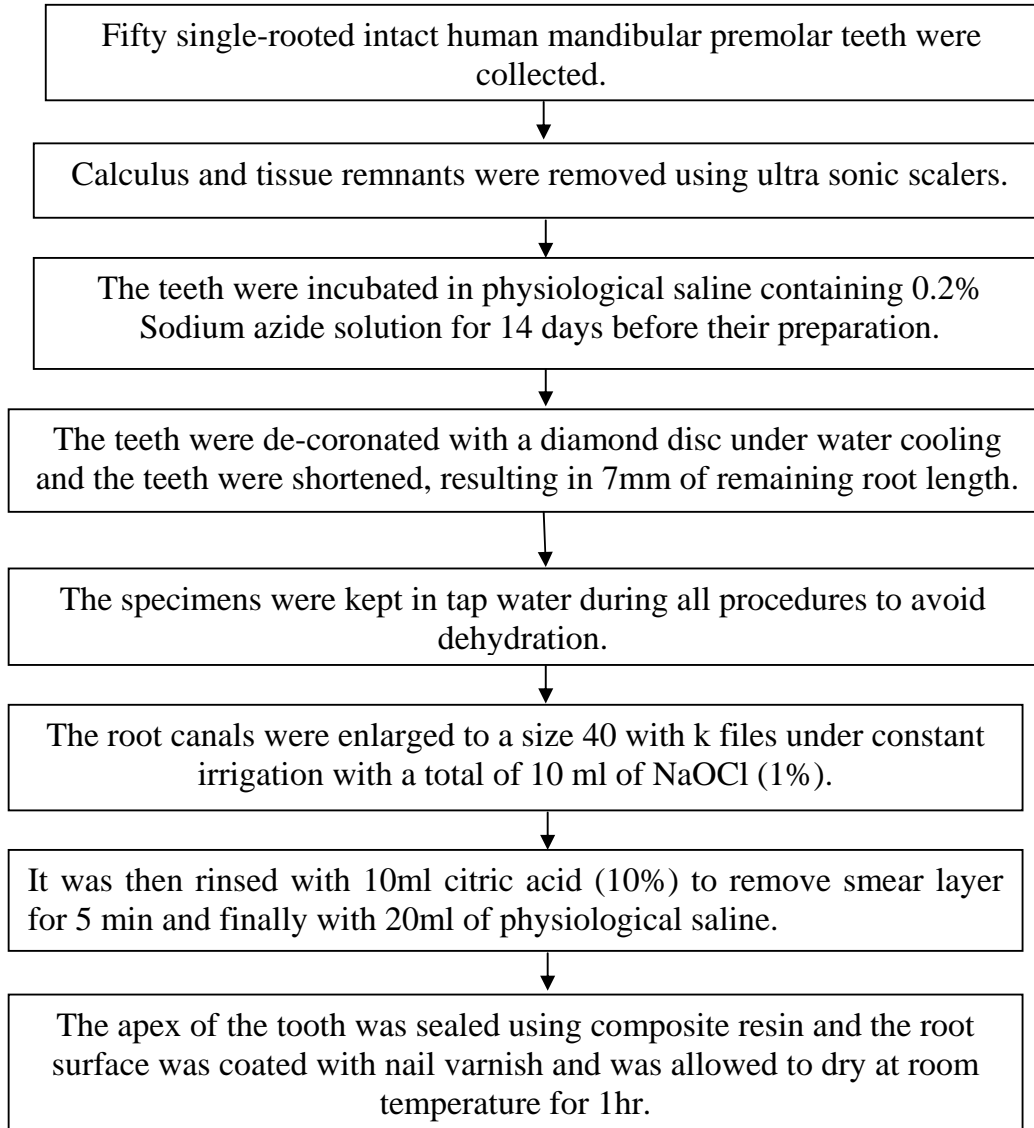 Fifty single-rooted intact human mandibular premolar teeth were
collected.
Calculus and tissue remnants were removed using ultra sonic scalers.
The teeth were incubated in physiological saline containing 0.2%
Sodium azide solution for 14 days before their preparation.
The teeth were de-coronated with a diamond disc under water cooling
and the teeth were shortened, resulting in 7mm of remaining root length.
The specimens were kept in tap water during all procedures to avoid
dehydration.
The root canals were enlarged to a size 40 with k files under constant
irrigation with a total of 10 ml of NaOCl (1%).
It was then rinsed with 10ml citric acid (10%) to remove smear layer
for 5 min and finally with 20ml of physiological saline.
The apex of the tooth was sealed using composite resin and the root
surface was coated with nail varnish and was allowed to dry at room
temperature for 1hr.